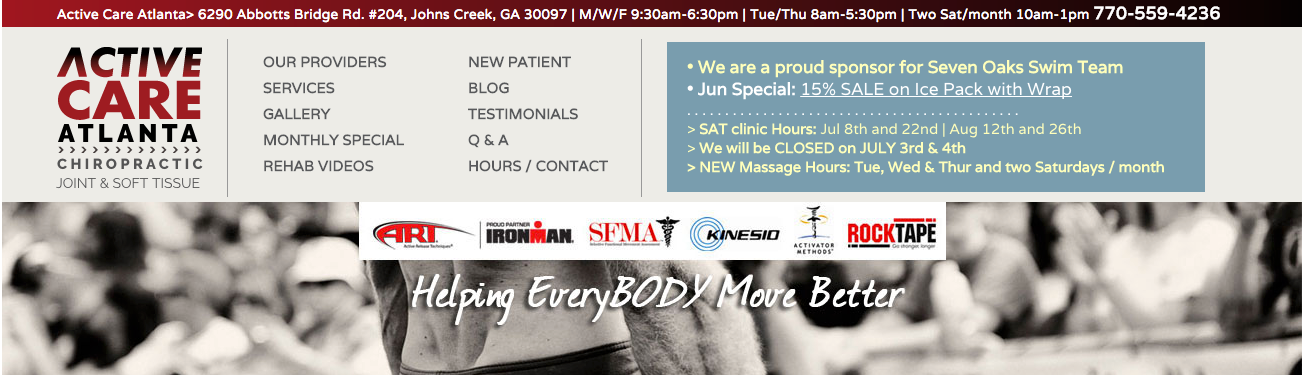 Active Care Atlanta> 6290 Abbotts Bridge Rd. #204, Johns Creek, GA 30097 | M/W/F 9:30am-6:30pm | Tue/Thu 8am-5:30pm | Two Sat/month 10am-1pm 770-559-4236
ACTIVE
CARE
ATLANTA
>>>>>>>>>>>>
CHIROPRACTIC
JOINT & SOFT TISSUE
OUR PROVIDERS
SERVICES
GALLERY
MONTHLY SPECIAL
REHAB VIDEOS
NEW PATIENT
BLOG
TESTIMONIALS
Q & A
HOURS / CONTACT
• We are a proud sponsor for Seven Oaks Swim Team
• Jun Special: 15% SALE on Ice Pack with Wrap
> SAT clinic Hours: Jul 8th and 22nd | Aug 12th and 26th
> We will be CLOSED on JULY 3rd & 4th
> NEW Massage Hours: Tue, Wed & Thur and two Saturdays / month
ART
Active Release Techniques®
PROUD PARTNER
IRONMAN
SFMA
Selective Functional Movement Assessment
KINESIO
ACTIVATOR
METHODS
ROCKTAPE
Go stronger, longer
Helping EveryBODY Move Better